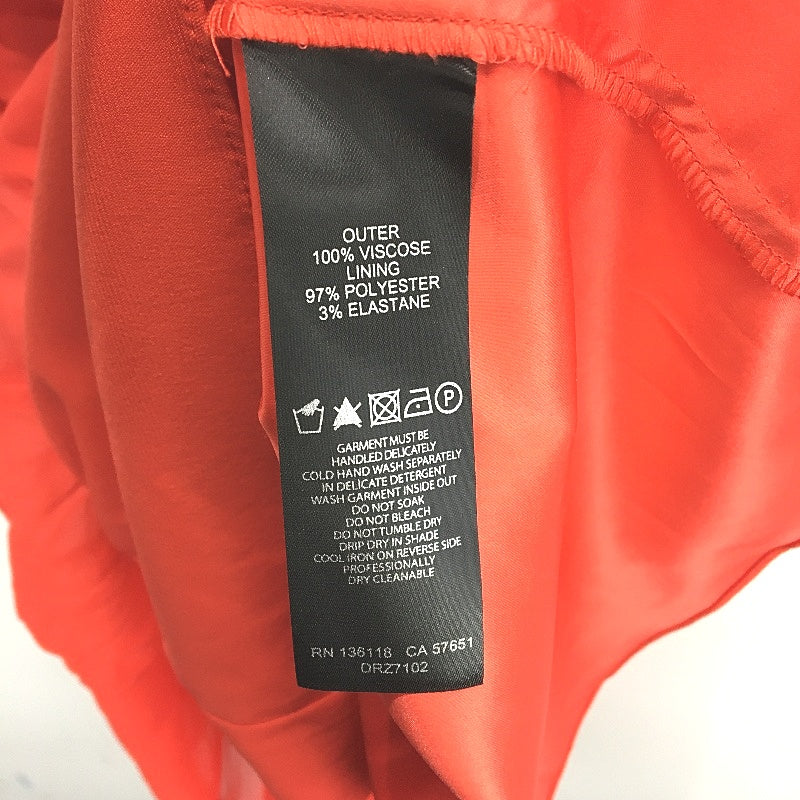 OUTER
100% VISCOSE
LINING
97% POLYESTER
3% ELASTANE
P
GARMENT MUST BE
HANDLED DELICATELY
COLD HAND WASH SEPARATELY
IN DELICATE DETERGENT
WASH GARMENT INSIDE OUT
DO NOT SOAK
DO NOT BLEACH
DO NOT TUMBLE DRY
DRIP DRY IN SHADE
COOL IRON ON REVERSE SIDE
PROFESSIONALLY
DRY CLEANABLE
RN 136118 CA 57651
DRZ7102